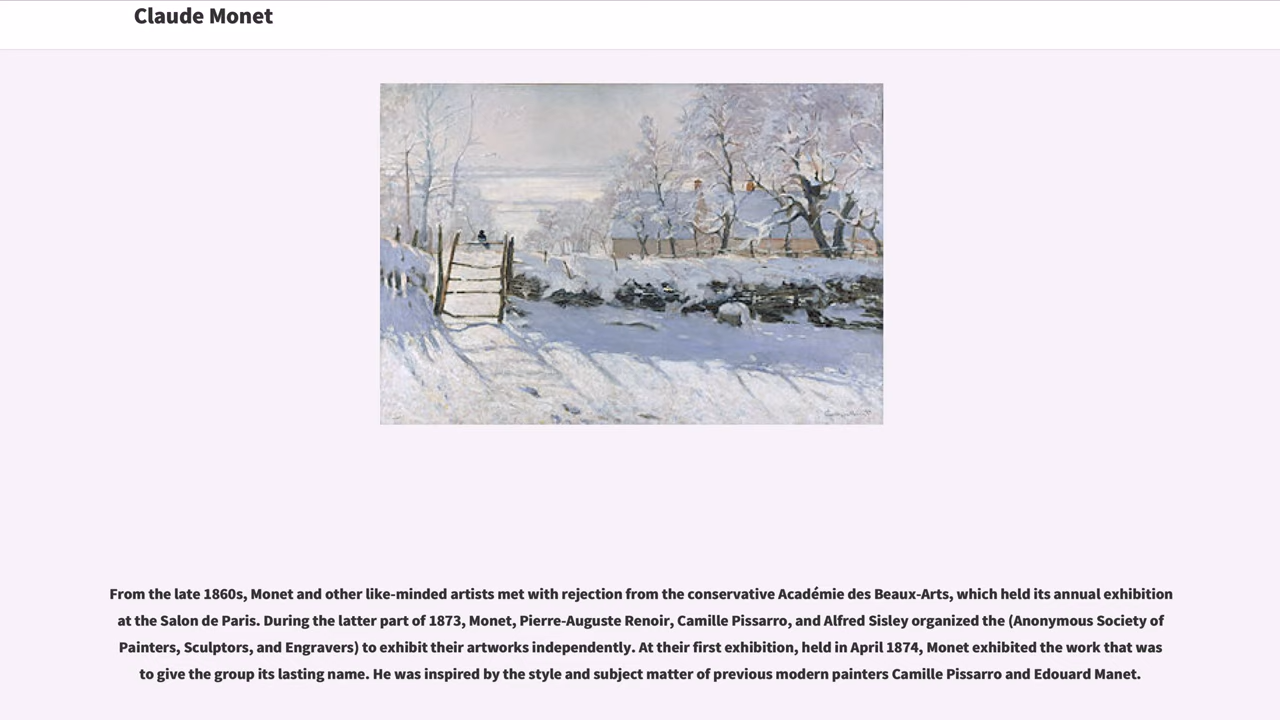 Claude Monet
From the late 1860s, Monet and other like-minded artists met with rejection from the conservative Académie des Beaux-Arts, which held its annual exhibition
at the Salon de Paris. During the latter part of 1873, Monet, Pierre-Auguste Renoir, Camille Pissarro, and Alfred Sisley organized the (Anonymous Society of
Painters, Sculptors, and Engravers) to exhibit their artworks independently. At their first exhibition, held in April 1874, Monet exhibited the work that was
to give the group its lasting name. He was inspired by the style and subject matter of previous modern painters Camille Pissarro and Edouard Manet.